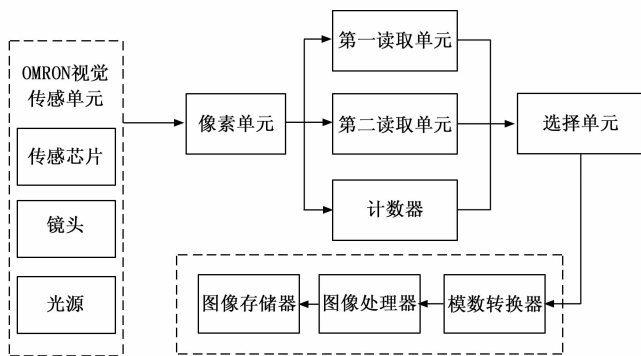 OMRON视觉
传感单元
传感芯片
镜头
光源
像素单元
第一读取单元
第二读取单元
计数器
选择单元
图像存储器
图像处理器
模数转换器